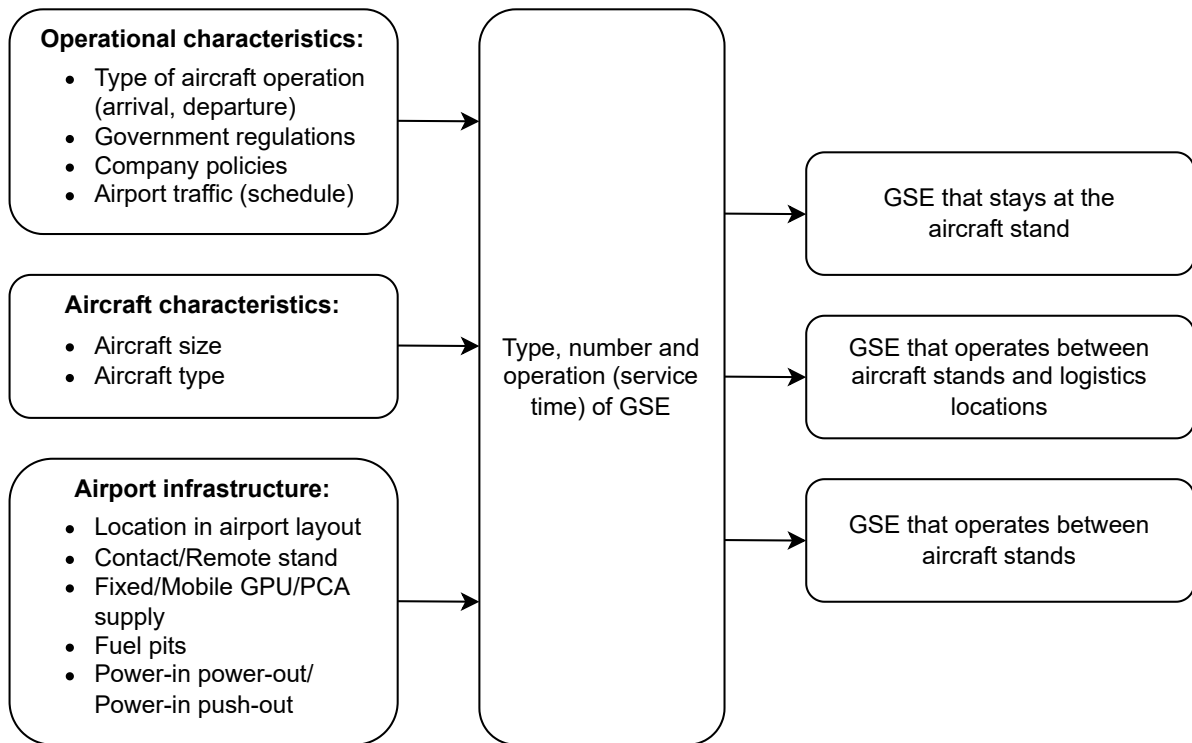 Operational characteristics:
• Type of aircraft operation
(arrival, departure)
• Government regulations
• Company policies
• Airport traffic (schedule)
Aircraft characteristics:
• Aircraft size
• Aircraft type
Airport infrastructure:
• Location in airport layout
• Contact/Remote stand
• Fixed/Mobile GPU/PCA
supply
• Fuel pits
• Power-in power-out/
Power-in push-out
Type, number and
operation (service
time) of GSE
GSE that stays at the
aircraft stand
GSE that operates between
aircraft stands and logistics
locations
GSE that operates between
aircraft stands